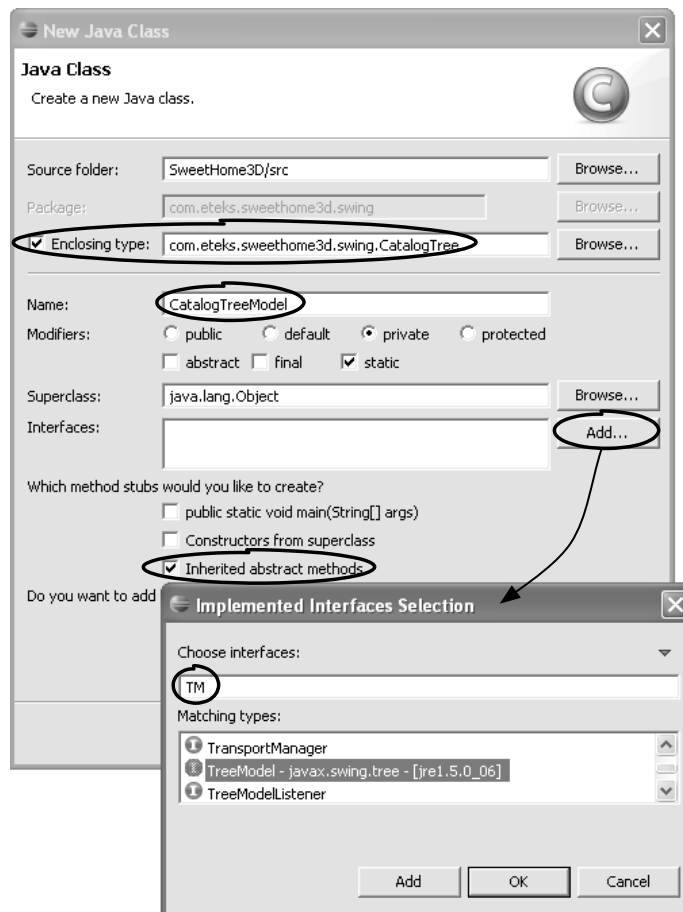 New Java Class
Java Class
Create a new Java class.
C
Source folder: SweetHome3D/src Browse...
Package: com.eteks.sweethome3d.swing Browse...
Enclosing type: com.eteks.sweethome3d.swing.CatalogTree Browse...
Name: CatalogTreeModel
Modifiers: public default private protected
abstract final static
Superclass: java.lang.Object Browse...
Interfaces: Add...
Which method stubs would you like to create?
public static void main(String[] args)
Constructors from superclass
Inherited abstract methods
Do you want to add
Implemented Interfaces Selection
Choose interfaces:
TM
Matching types:
TransportManager
TreeModel - javax.swing.tree - [jre1.5.0_06]
TreeModelListener
Add OK Cancel